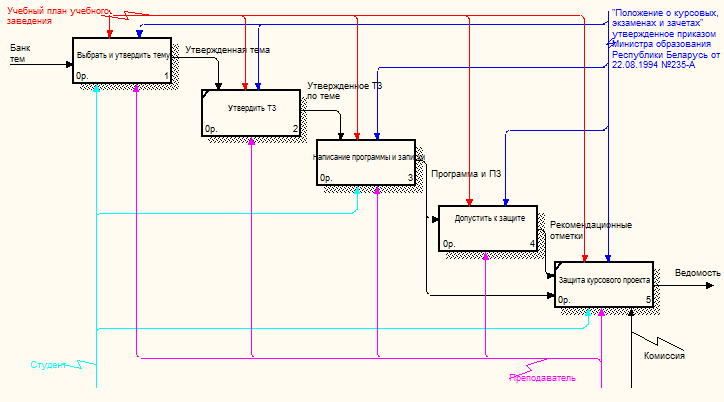 Учебный план учебного
заведения
"Положение о курсовых,
экзаменах и зачетах"
утвержденное приказом
Министра образования
Республики Беларусь от
22.08.1994 №235-А
Банк
тем
Выбрать и утвердить тему
0р. 1
Утвержденная тема
Утвердить ТЗ
0р. 2
Утвержденное ТЗ
по теме
Написание программы и записки
0р. 3
Программа и ПЗ
Допустить к защите
0р. 4
Рекомендационные
отметки
Защита курсового проекта
0р. 5
Ведомость
Комиссия
Студент
Преподаватель